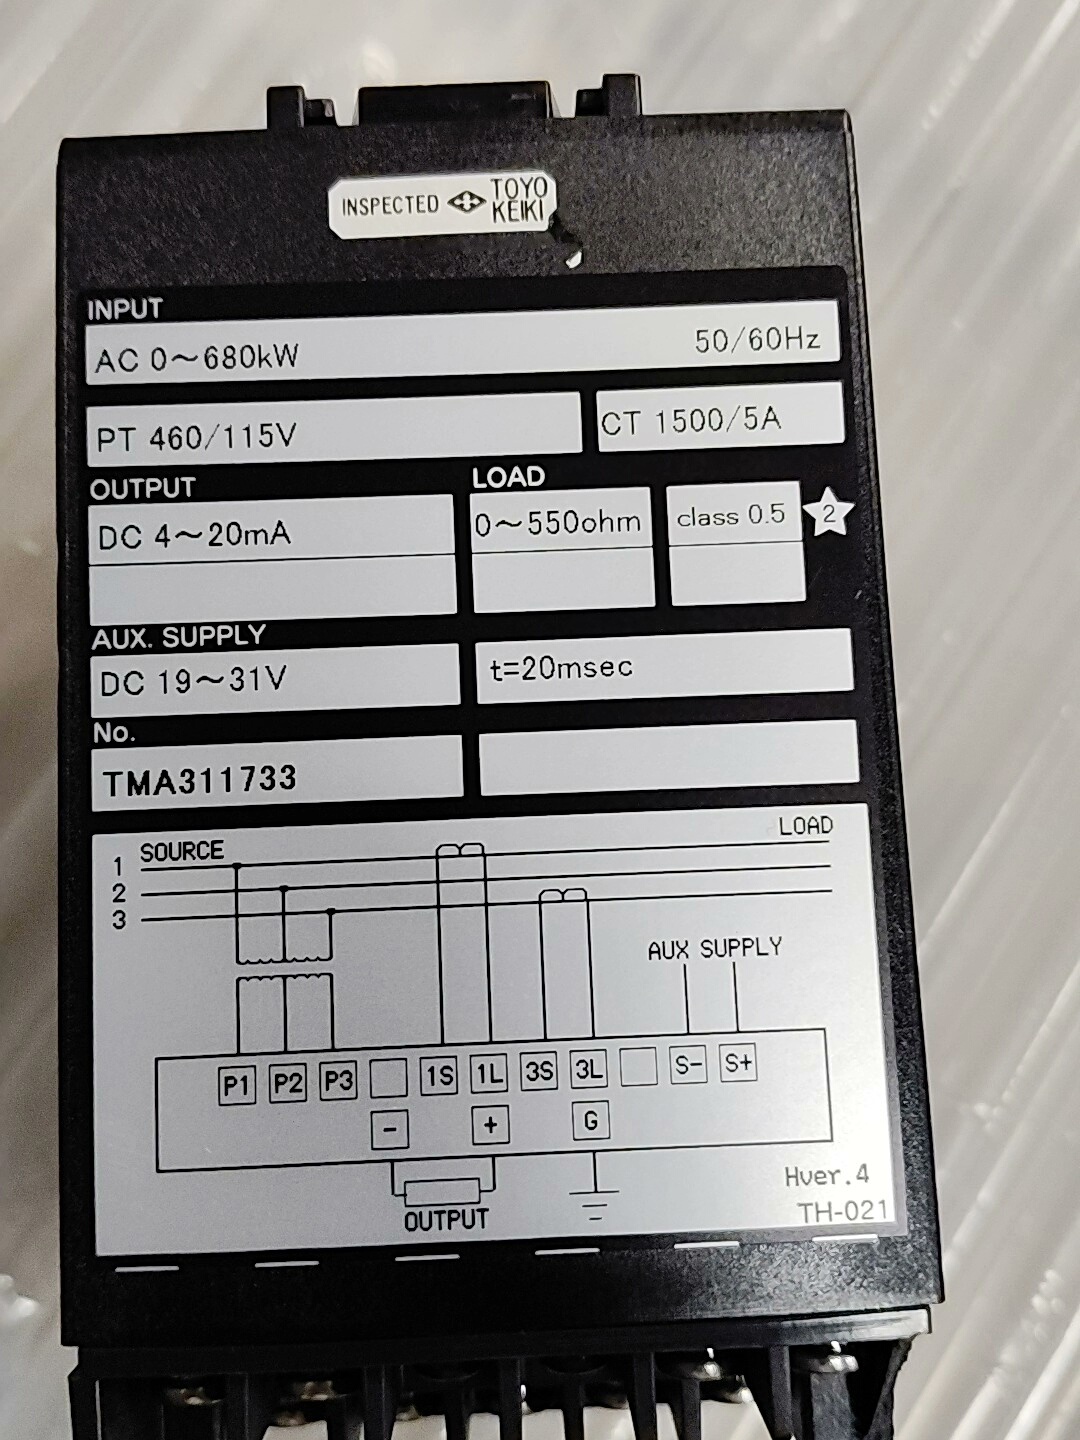 INSPECTED TOYO KEIKI
INPUT
AC 0～680kW 50/60Hz
PT 460/115V CT 1500/5A
OUTPUT LOAD
DC 4～20mA 0～550ohm class 0.5 2
AUX. SUPPLY
DC 19～31V t=20msec
No.
TMA311733
SOURCE LOAD
1
2
3
AUX SUPPLY
P1 P2 P3 1S 1L 3S 3L S- S+
- + G
OUTPUT
Hver.4
TH-021